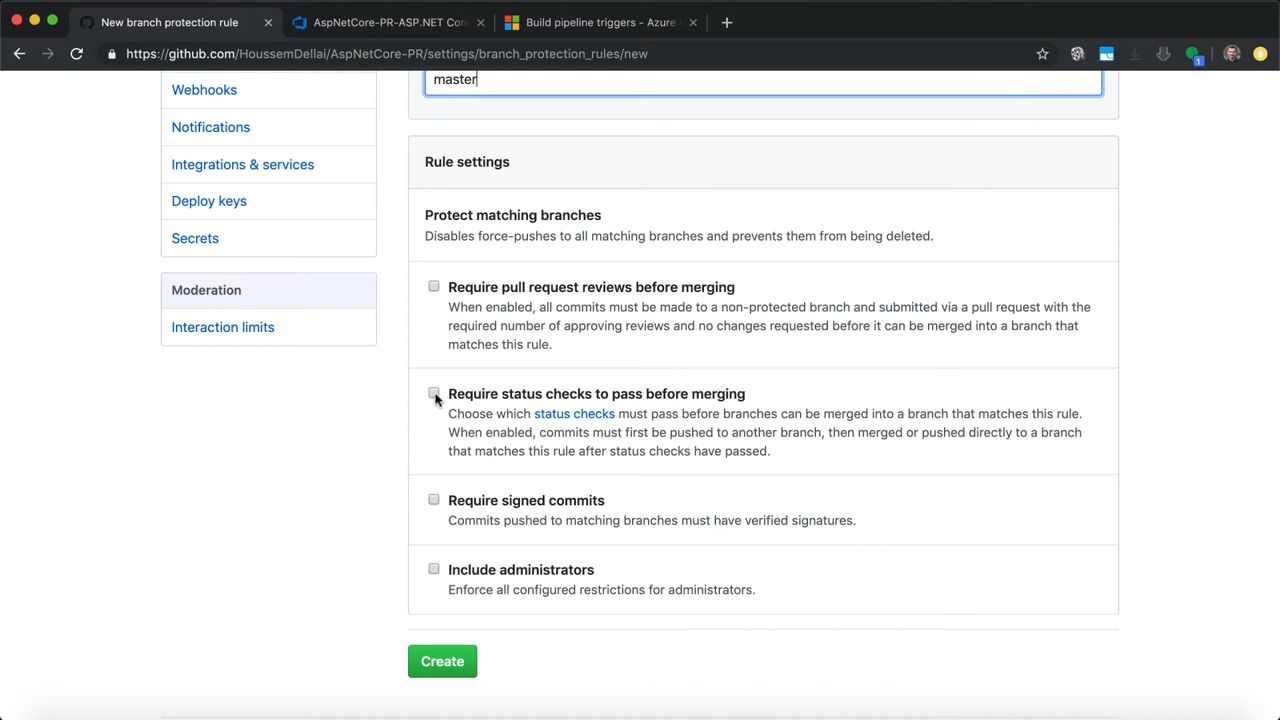 New branch protection rule
AspNetCore-PR-ASP.NET Core
Build pipeline triggers - Azure
https://github.com/HoussemDellai/AspNetCore-PR/settings/branch_protection_rules/new
1
master
Webhooks
Notifications
Integrations & services
Deploy keys
Secrets
Moderation
Interaction limits
Rule settings
Protect matching branches
Disables force-pushes to all matching branches and prevents them from being deleted.
Require pull request reviews before merging
When enabled, all commits must be made to a non-protected branch and submitted via a pull request with the
required number of approving reviews and no changes requested before it can be merged into a branch that
matches this rule.
Require status checks to pass before merging
Choose which status checks must pass before branches can be merged into a branch that matches this rule.
When enabled, commits must first be pushed to another branch, then merged or pushed directly to a branch
that matches this rule after status checks have passed.
Require signed commits
Commits pushed to matching branches must have verified signatures.
Include administrators
Enforce all configured restrictions for administrators.
Create